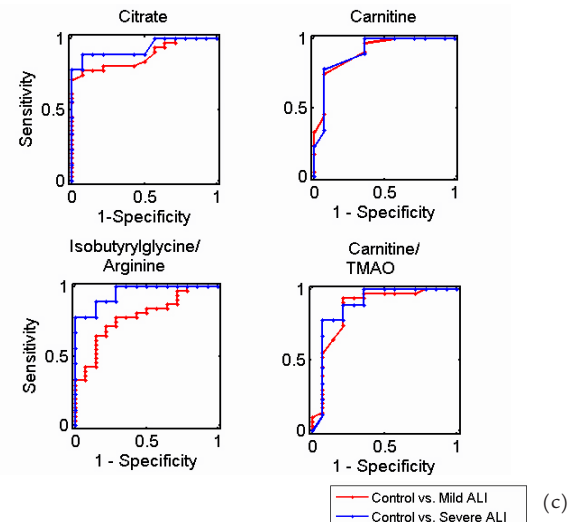 Citrate
Carnitine
1
0.5
0
0
0.5
1
Sensitivity
1-Specificity
1
0.5
0
0
0.5
1
1 - Specificity
Isobutyrylglycine/
Arginine
Carnitine/
TMAO
1
0.5
0
0
0.5
1
Sensitivity
1 - Specificity
1
0.5
0
0
0.5
1
1 - Specificity
Control vs. Mild ALI
Control vs. Severe ALI
(c)